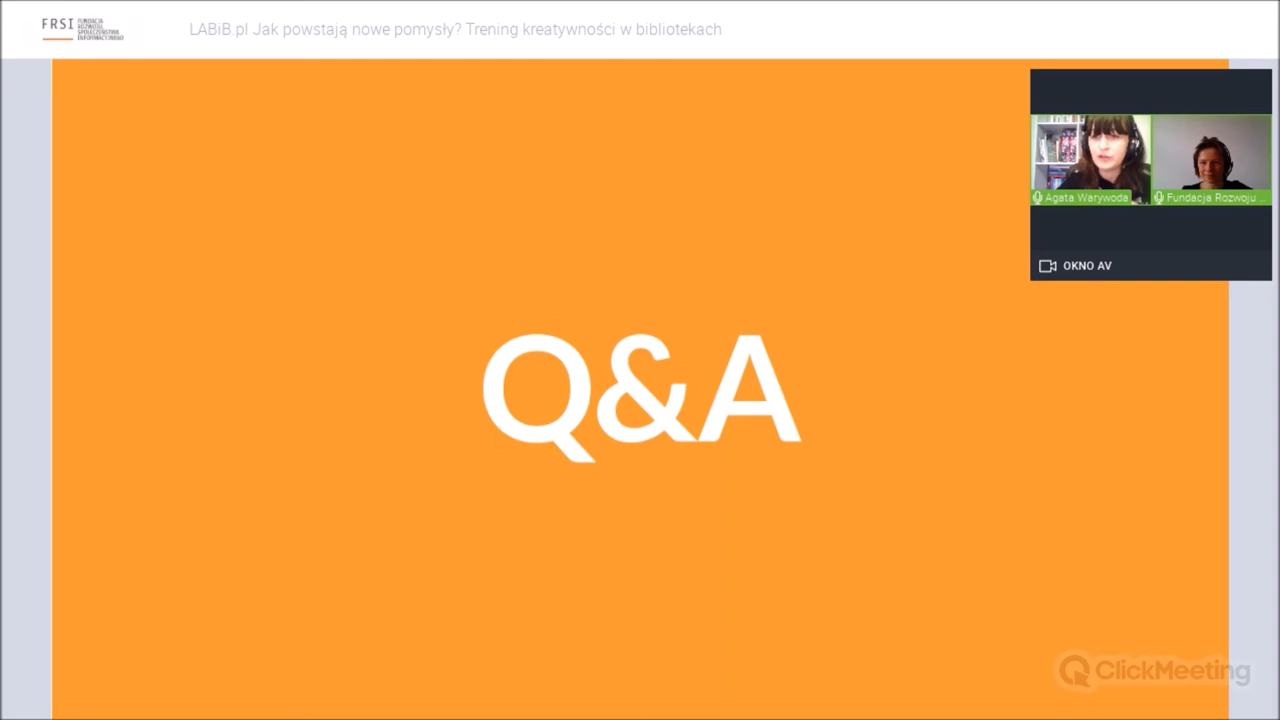 FRSI
FUNDACJA
ROZWOJU
SPOŁECZEŃSTWA
INFORMACYJNEGO
LABiB.pl Jak powstają nowe pomysły? Trening kreatywności w bibliotekach
Agata Warywoda
Fundacja Rozwoju ...
OKNO AV
Q&A
ClickMeeting